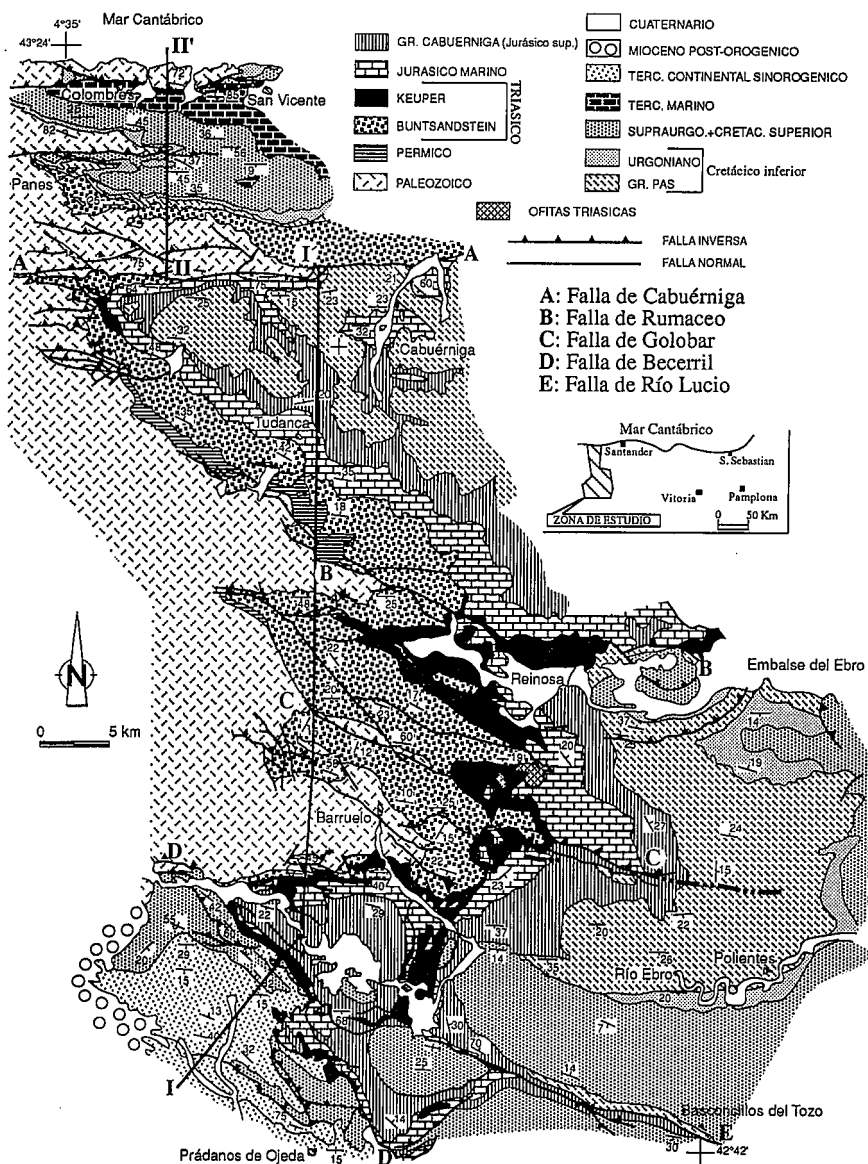 4°35'
Mar Cantábrico
43°24'
II'
Colombres
San Vicente
Panes
A
II
I'
A
Cabuérniga
Tudanca
B
Reinosa
B
Embalse del Ebro
N
0 5 km
C
Barruelo
C
D
Polientes
Río Ebro
I
Basconcillos del Tozo
E
Prádanos de Ojeda
D
42°42'
GR. CABUERNIGA (Jurásico sup.)
JURASICO MARINO
KEUPER
BUNTSANDSTEIN
TRIASICO
PERMICO
PALEOZOICO
CUATERNARIO
MIOCENO POST-OROGENICO
TERC. CONTINENTAL SINOROGENICO
TERC. MARINO
SUPRAURGO.+CRETAC. SUPERIOR
URGONIANO
GR. PAS
Cretácico inferior
OFITAS TRIASICAS
FALLA INVERSA
FALLA NORMAL
A: Falla de Cabuérniga
B: Falla de Rumaceo
C: Falla de Golobar
D: Falla de Becerril
E: Falla de Río Lucio
Mar Cantábrico
Santander
S. Sebastian
Vitoria
Pamplona
ZONA DE ESTUDIO
0 50 Km